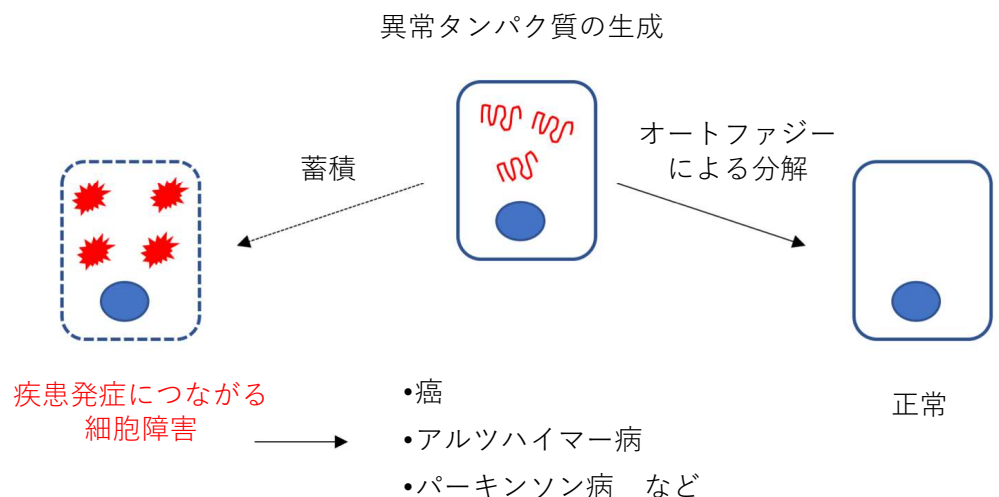 異常タンパク質の生成
オートファジー
による分解
蓄積
疾患発症につながる
細胞障害
•癌
•アルツハイマー病
•パーキンソン病　など
正常